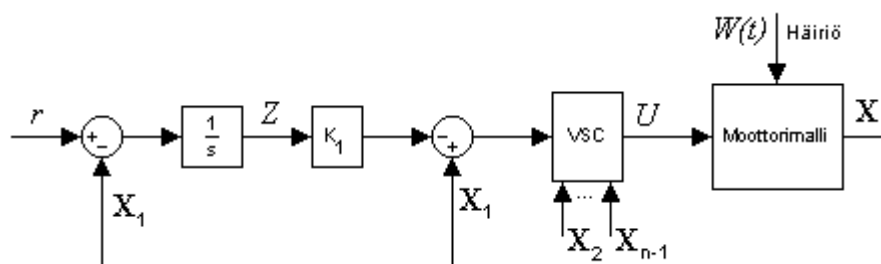 W(t) Häiriö
r
+
−
1
s
Z
K1
−
+
VSC
U
Moottorimalli
X
X1
X1
...
X2
Xn-1